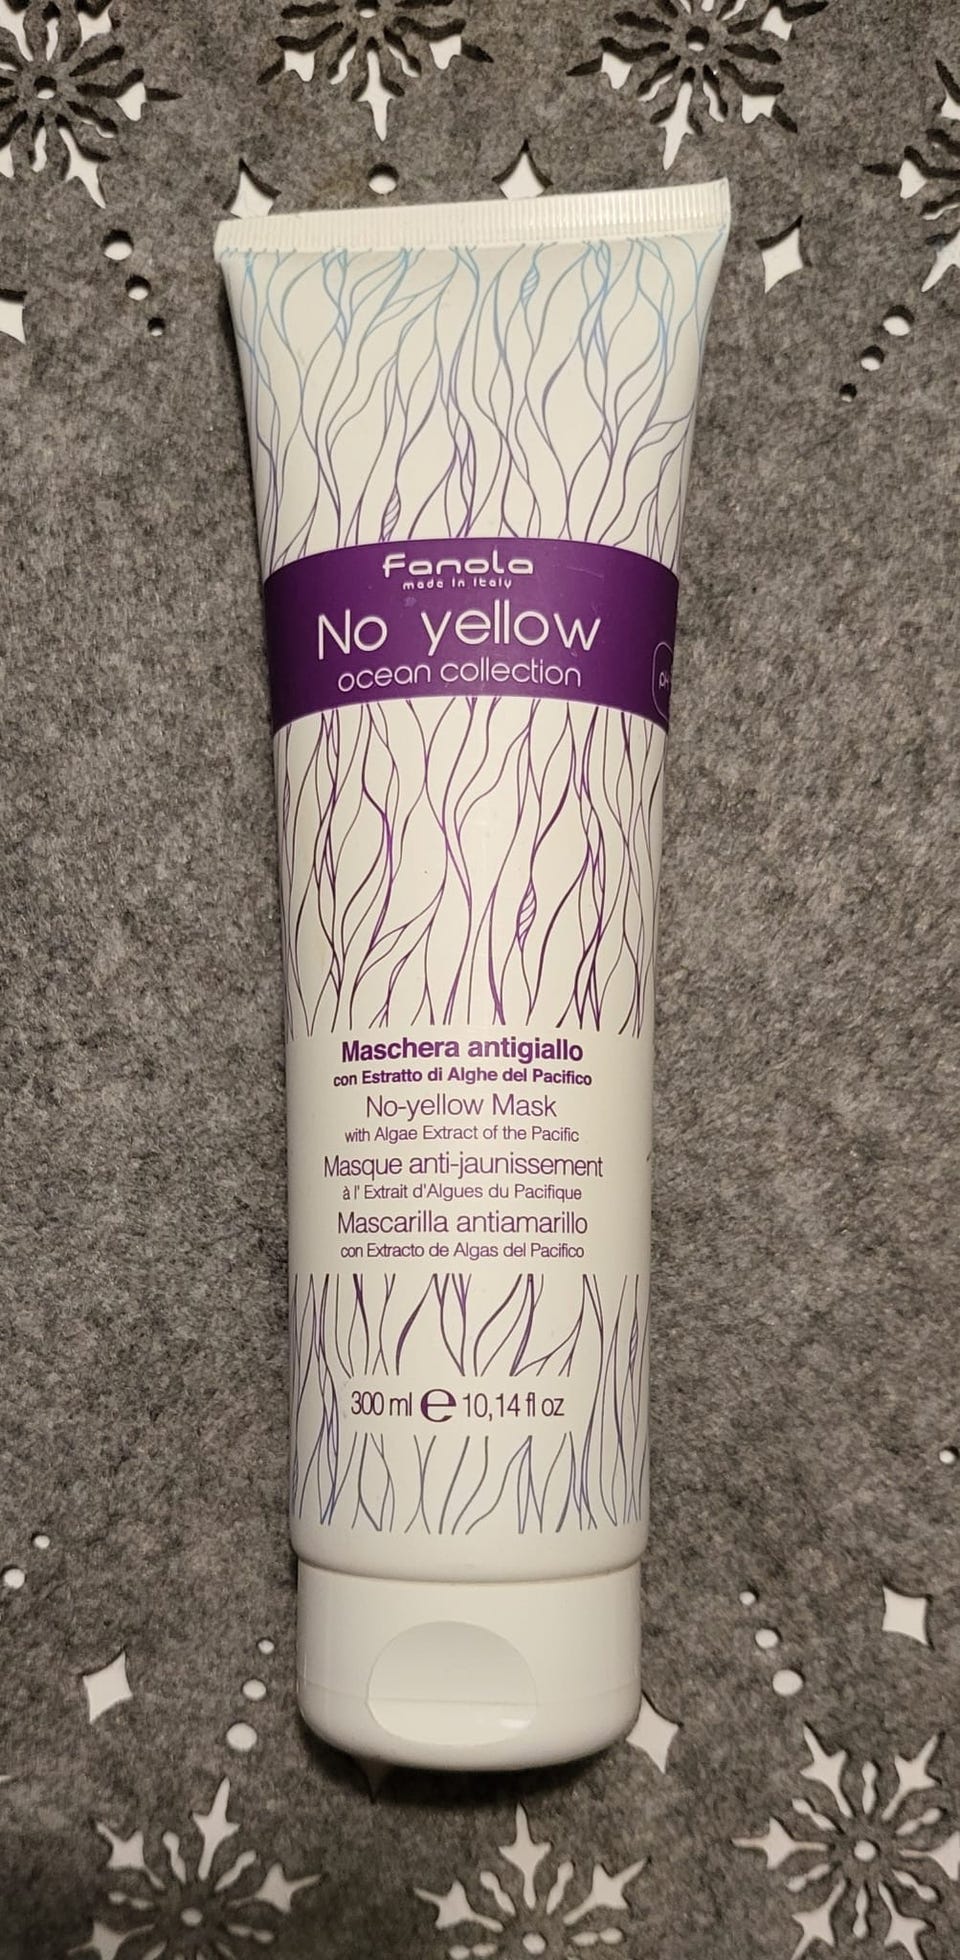 Fanola
made in Italy
No yellow
ocean collection
pH
Maschera antigiallo
con Estratto di Alghe del Pacifico
No-yellow Mask
with Algae Extract of the Pacific
Masque anti-jaunissement
à l' Extrait d'Algues du Pacifique
Mascarilla antiamarillo
con Extracto de Algas del Pacifico
300 ml e 10,14 fl oz